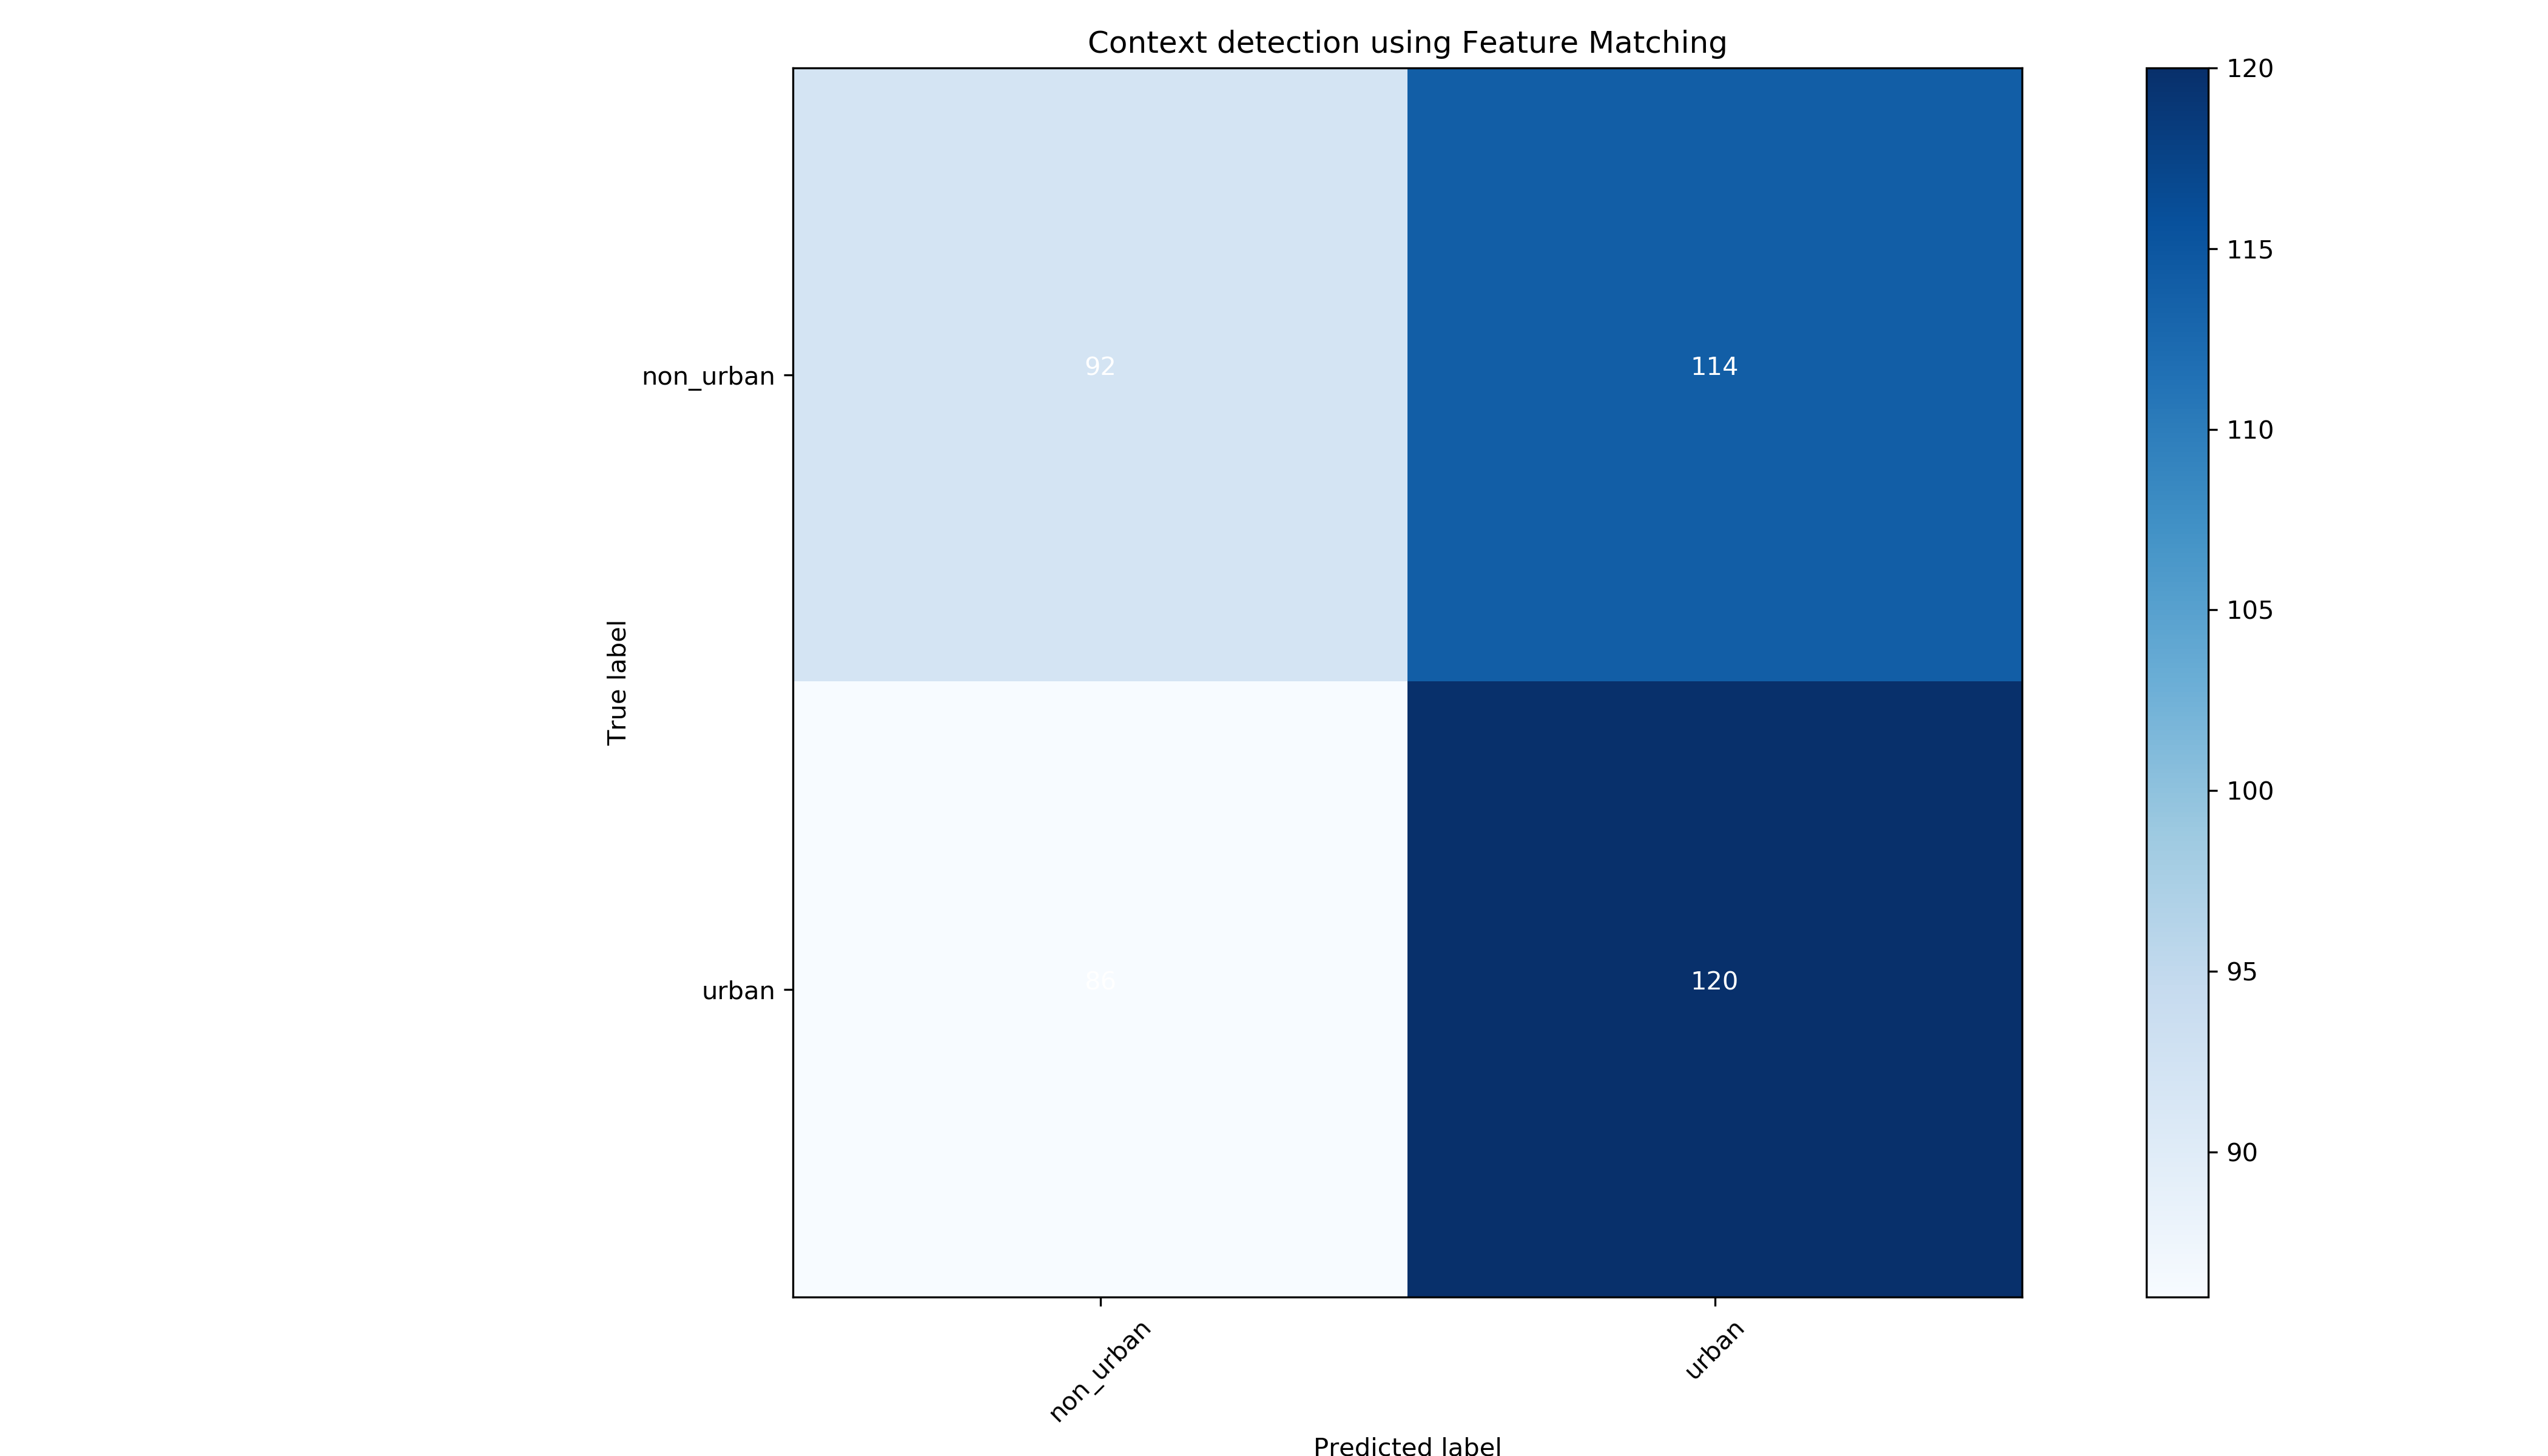 Context detection using Feature Matching
120
115
110
105
100
95
90
True label
non_urban
urban
92
114
86
120
non_urban
urban
Predicted label